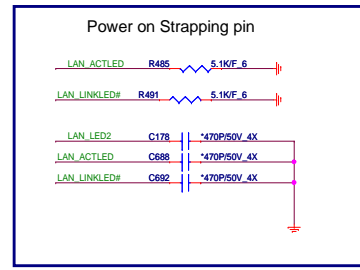 Power on Strapping pin
LAN_ACTLED R485 5.1K/F_6
LAN_LINKLED# R491 5.1K/F_6
LAN_LED2 C178 *470P/50V_4X
LAN_ACTLED C688 *470P/50V_4X
LAN_LINKLED# C692 *470P/50V_4X